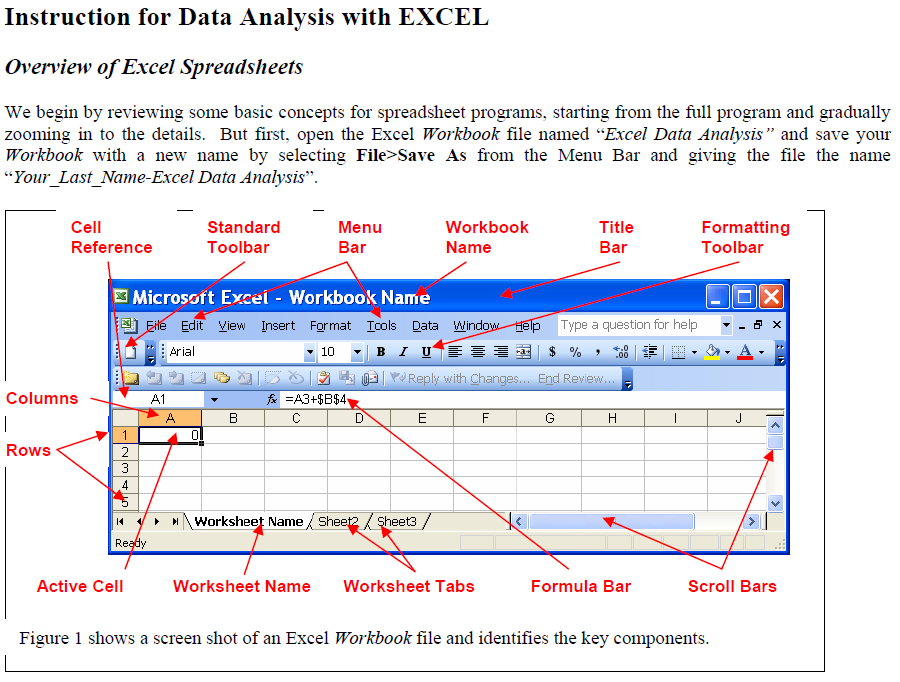 Instruction for Data Analysis with EXCEL
Overview of Excel Spreadsheets
We begin by reviewing some basic concepts for spreadsheet programs, starting from the full program and gradually
zooming in to the details. But first, open the Excel Workbook file named “Excel Data Analysis” and save your
Workbook with a new name by selecting File>Save As from the Menu Bar and giving the file the name
“Your_Last_Name-Excel Data Analysis”.
Cell Reference
Standard Toolbar
Menu Bar
Workbook Name
Title Bar
Formatting Toolbar
Microsoft Excel - Workbook Name
File Edit View Insert Format Tools Data Window Help Type a question for help
Arial 10 B I U $ % , .00
Reply with Changes... End Review...
A1 fx =A3+$B$4
Columns
A B C D E F G H I J
1 0
Rows
2
3
4
5
Worksheet Name Sheet2 Sheet3
Ready
Active Cell Worksheet Name Worksheet Tabs Formula Bar Scroll Bars
Figure 1 shows a screen shot of an Excel Workbook file and identifies the key components.